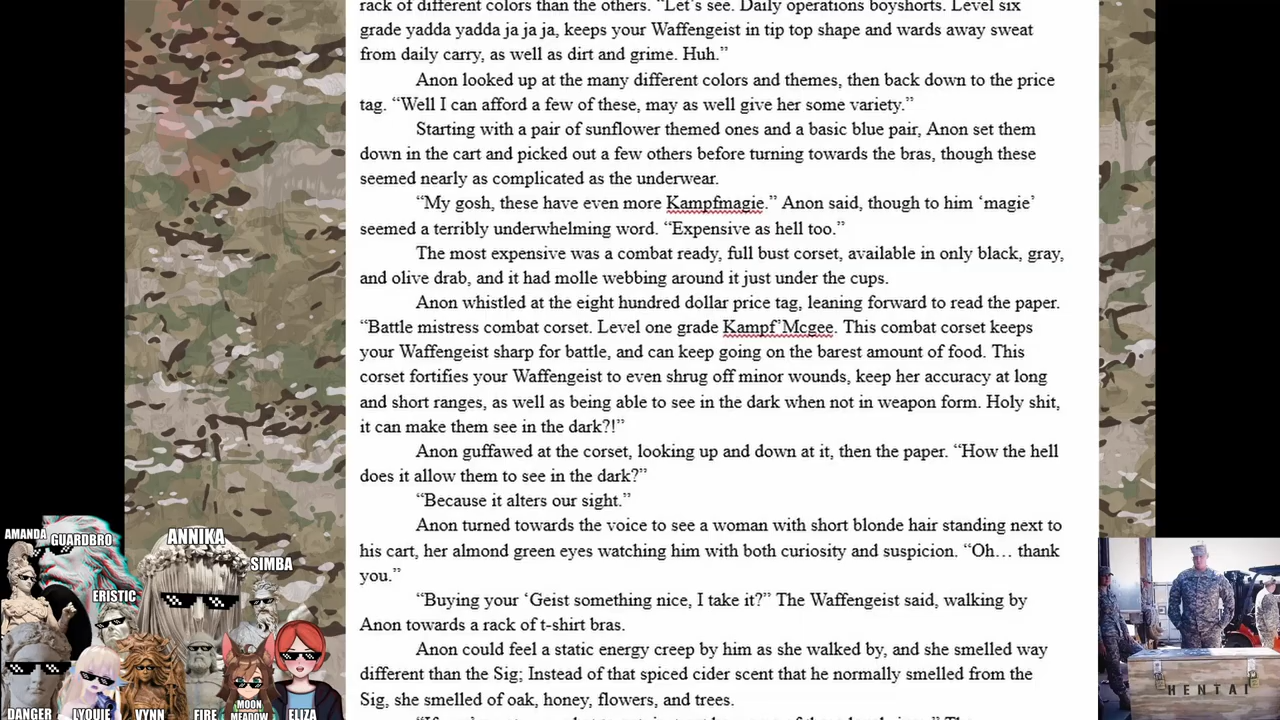 rack of different colors than the others. “Let’s see. Daily operations boyshorts. Level six
grade yadda yadda ja ja ja, keeps your Waffengeist in tip top shape and wards away sweat
from daily carry, as well as dirt and grime. Huh.”
Anon looked up at the many different colors and themes, then back down to the price
tag. “Well I can afford a few of these, may as well give her some variety.”
Starting with a pair of sunflower themed ones and a basic blue pair, Anon set them
down in the cart and picked out a few others before turning towards the bras, though these
seemed nearly as complicated as the underwear.
“My gosh, these have even more Kampfmagie.” Anon said, though to him ‘magie’
seemed a terribly underwhelming word. “Expensive as hell too.”
The most expensive was a combat ready, full bust corset, available in only black, gray,
and olive drab, and it had molle webbing around it just under the cups.
Anon whistled at the eight hundred dollar price tag, leaning forward to read the paper.
“Battle mistress combat corset. Level one grade Kampf’Mcgee. This combat corset keeps
your Waffengeist sharp for battle, and can keep going on the barest amount of food. This
corset fortifies your Waffengeist to even shrug off minor wounds, keep her accuracy at long
and short ranges, as well as being able to see in the dark when not in weapon form. Holy shit,
it can make them see in the dark?!”
Anon guffawed at the corset, looking up and down at it, then the paper. “How the hell
does it allow them to see in the dark?”
“Because it alters our sight.”
Anon turned towards the voice to see a woman with short blonde hair standing next to
his cart, her almond green eyes watching him with both curiosity and suspicion. “Oh… thank
you.”
“Buying your ‘Geist something nice, I take it?” The Waffengeist said, walking by
Anon towards a rack of t-shirt bras.
Anon could feel a static energy creep by him as she walked by, and she smelled way
different than the Sig; Instead of that spiced cider scent that he normally smelled from the
Sig, she smelled of oak, honey, flowers, and trees.
AMANDA
GUARDBRO
ANNIKA
SIMBA
ERISTIC
DANGER
LYQUIE
VYNN
FIRE
MOON
MEADOW
ELIZA
HENTAI